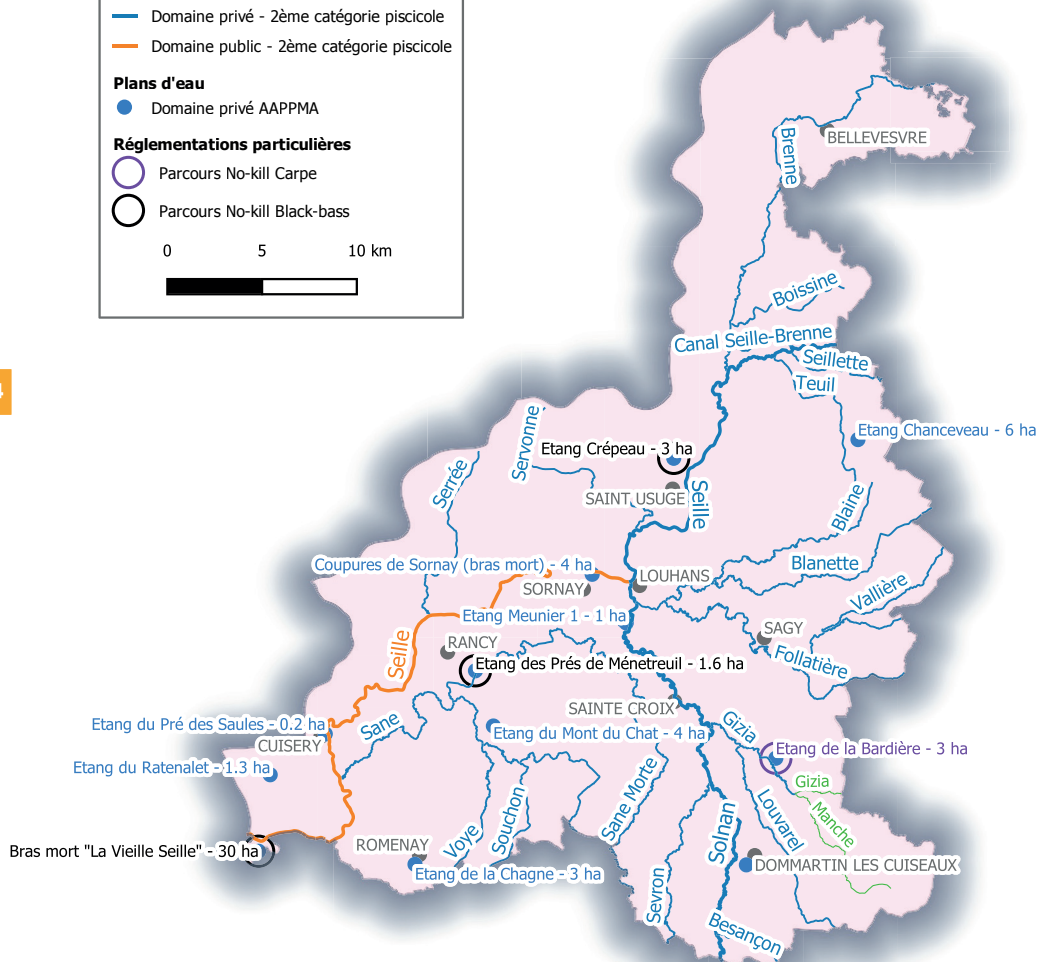 Domaine privé - 2ème catégorie piscicole
Domaine public - 2ème catégorie piscicole
Plans d'eau
Domaine privé AAPPMA
Réglementations particulières
Parcours No-kill Carpe
Parcours No-kill Black-bass
0 5 10 km
BELLEVESVRE
Brenne
Boissine
Canal Seille-Brenne
Seillette
Teuil
Etang Chanceveau - 6 ha
Servonne
Etang Crépeau - 3 ha
Serrée
SAINT USUGE
Seille
Blaine
Coupures de Sornay (bras mort) - 4 ha
Blanette
LOUHANS
SORNAY
Vallière
Etang Meunier 1 - 1 ha
SAGY
RANCY
Seille
Etang des Prés de Ménetreuil - 1.6 ha
Follatière
SAINTE CROIX
Etang du Pré des Saules - 0.2 ha
Sane
Gizia
Etang du Mont du Chat - 4 ha
CUISERY
Etang de la Bardière - 3 ha
Etang du Ratenalet - 1.3 ha
Gizia
Sane Morte
Louvarel
Manche
Souchon
Voye
Solnan
ROMENAY
Bras mort "La Vieille Seille" - 30 ha
DOMMARTIN LES CUISEAUX
Etang de la Chagne - 3 ha
Sevron
Besançon